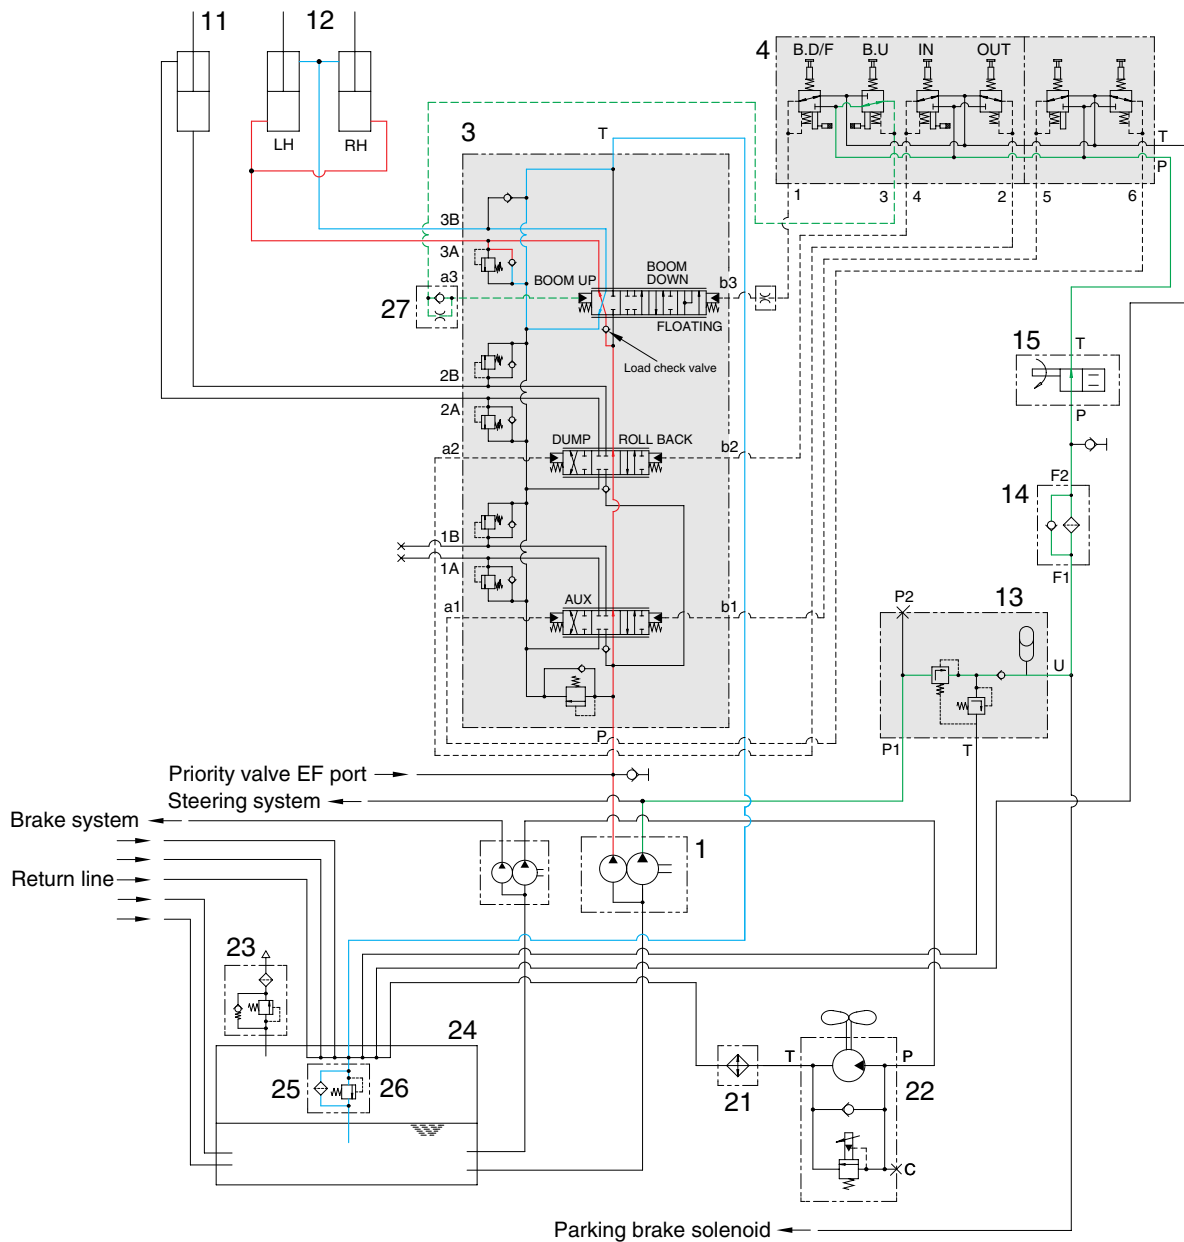 11
12
LH
RH
4
B.D/F
B.U
IN
OUT
T
P
1
3
4
2
5
6
3
T
3B
3A
a3
27
BOOM UP
BOOM
DOWN
b3
FLOATING
Load check valve
2B
2A
a2
DUMP
ROLL BACK
b2
1B
1A
a1
AUX
b1
P
15
T
P
F2
14
F1
P2
13
U
P1
T
Priority valve EF port
Steering system
Brake system
Return line
1
23
24
25
26
21
T
P
22
C
Parking brake solenoid